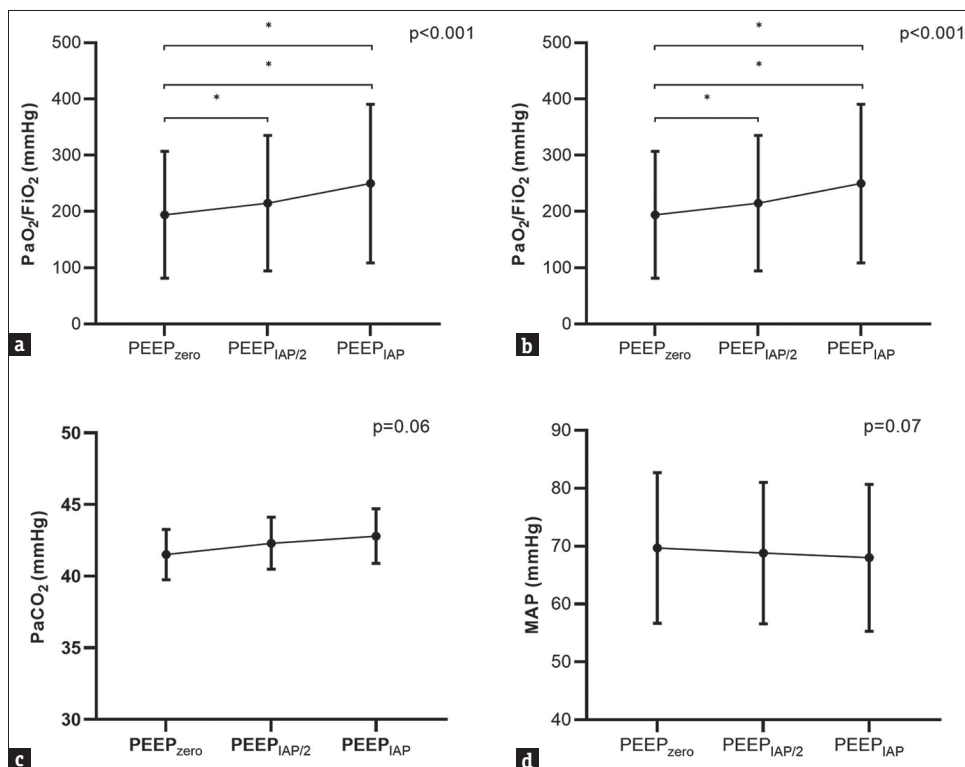 *
p<0.001
500
*
400
*
300
200
100
0
PaO₂/FiO₂ (mmHg)
PEEPzero PEEPIAP/2 PEEPIAP
a
*
p<0.001
500
*
400
*
300
200
100
0
PaO₂/FiO₂ (mmHg)
PEEPzero PEEPIAP/2 PEEPIAP
b
p=0.06
50
45
40
35
30
PaCO₂ (mmHg)
PEEPzero PEEPIAP/2 PEEPIAP
c
p=0.07
90
80
70
60
50
40
MAP (mmHg)
PEEPzero PEEPIAP/2 PEEPIAP
d